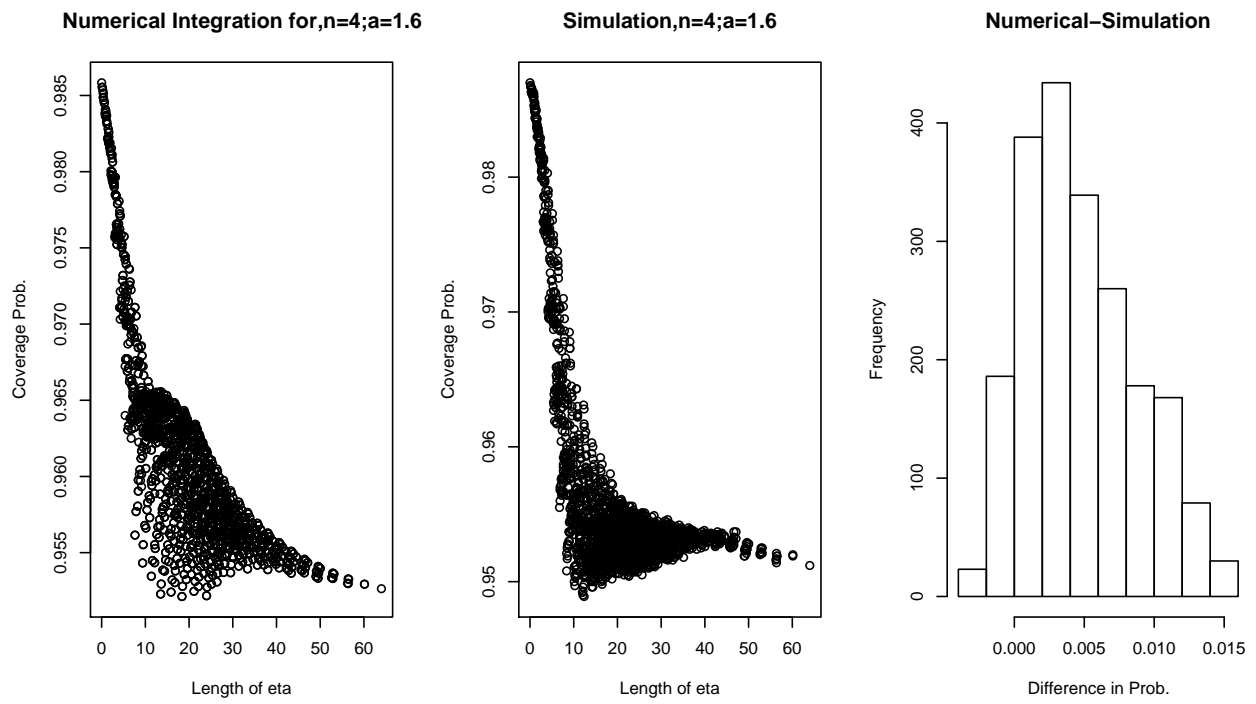 Numerical Integration for,n=4;a=1.6
Simulation,n=4;a=1.6
Numerical−Simulation
Coverage Prob.
0.985
0.980
0.975
0.970
0.965
0.960
0.955
0 10 20 30 40 50 60
Length of eta
Coverage Prob.
0.98
0.97
0.96
0.95
0 10 20 30 40 50 60
Length of eta
Frequency
400
300
200
100
0
0.000 0.005 0.010 0.015
Difference in Prob.